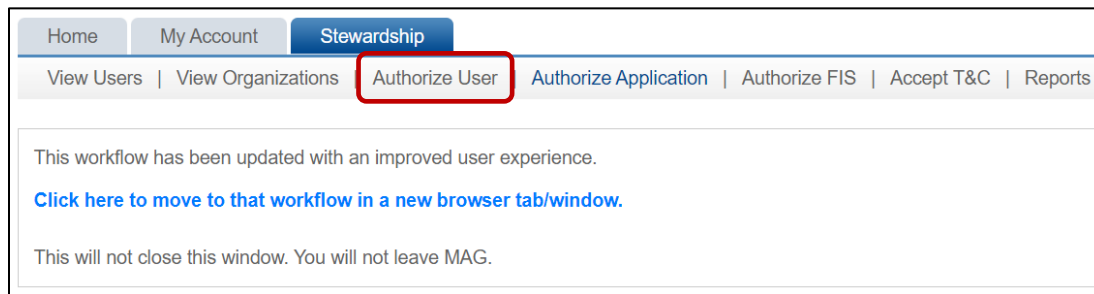 Home My Account Stewardship
View Users | View Organizations | Authorize User | Authorize Application | Authorize FIS | Accept T&C | Reports
This workflow has been updated with an improved user experience.
Click here to move to that workflow in a new browser tab/window.
This will not close this window. You will not leave MAG.